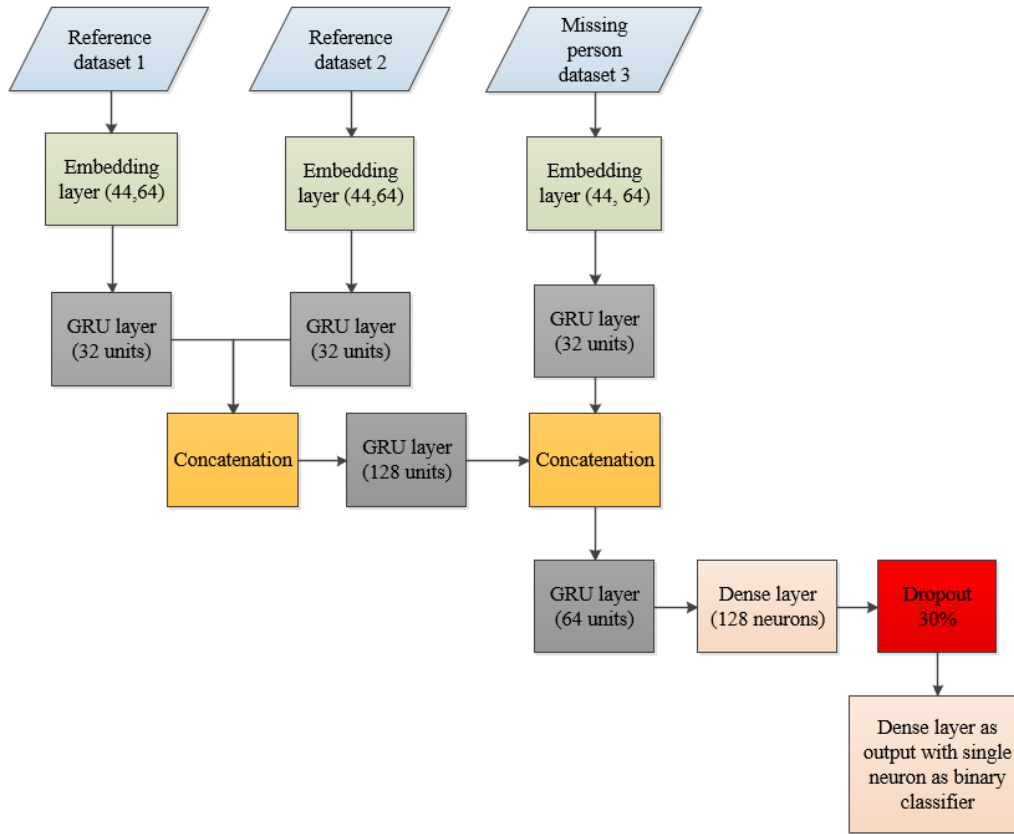 Reference
dataset 1
Reference
dataset 2
Missing
person
dataset 3
Embedding
layer (44,64)
Embedding
layer (44,64)
Embedding
layer (44, 64)
GRU layer
(32 units)
GRU layer
(32 units)
GRU layer
(32 units)
Concatenation
GRU layer
(128 units)
Concatenation
GRU layer
(64 units)
Dense layer
(128 neurons)
Dropout
30%
Dense layer as
output with single
neuron as binary
classifier